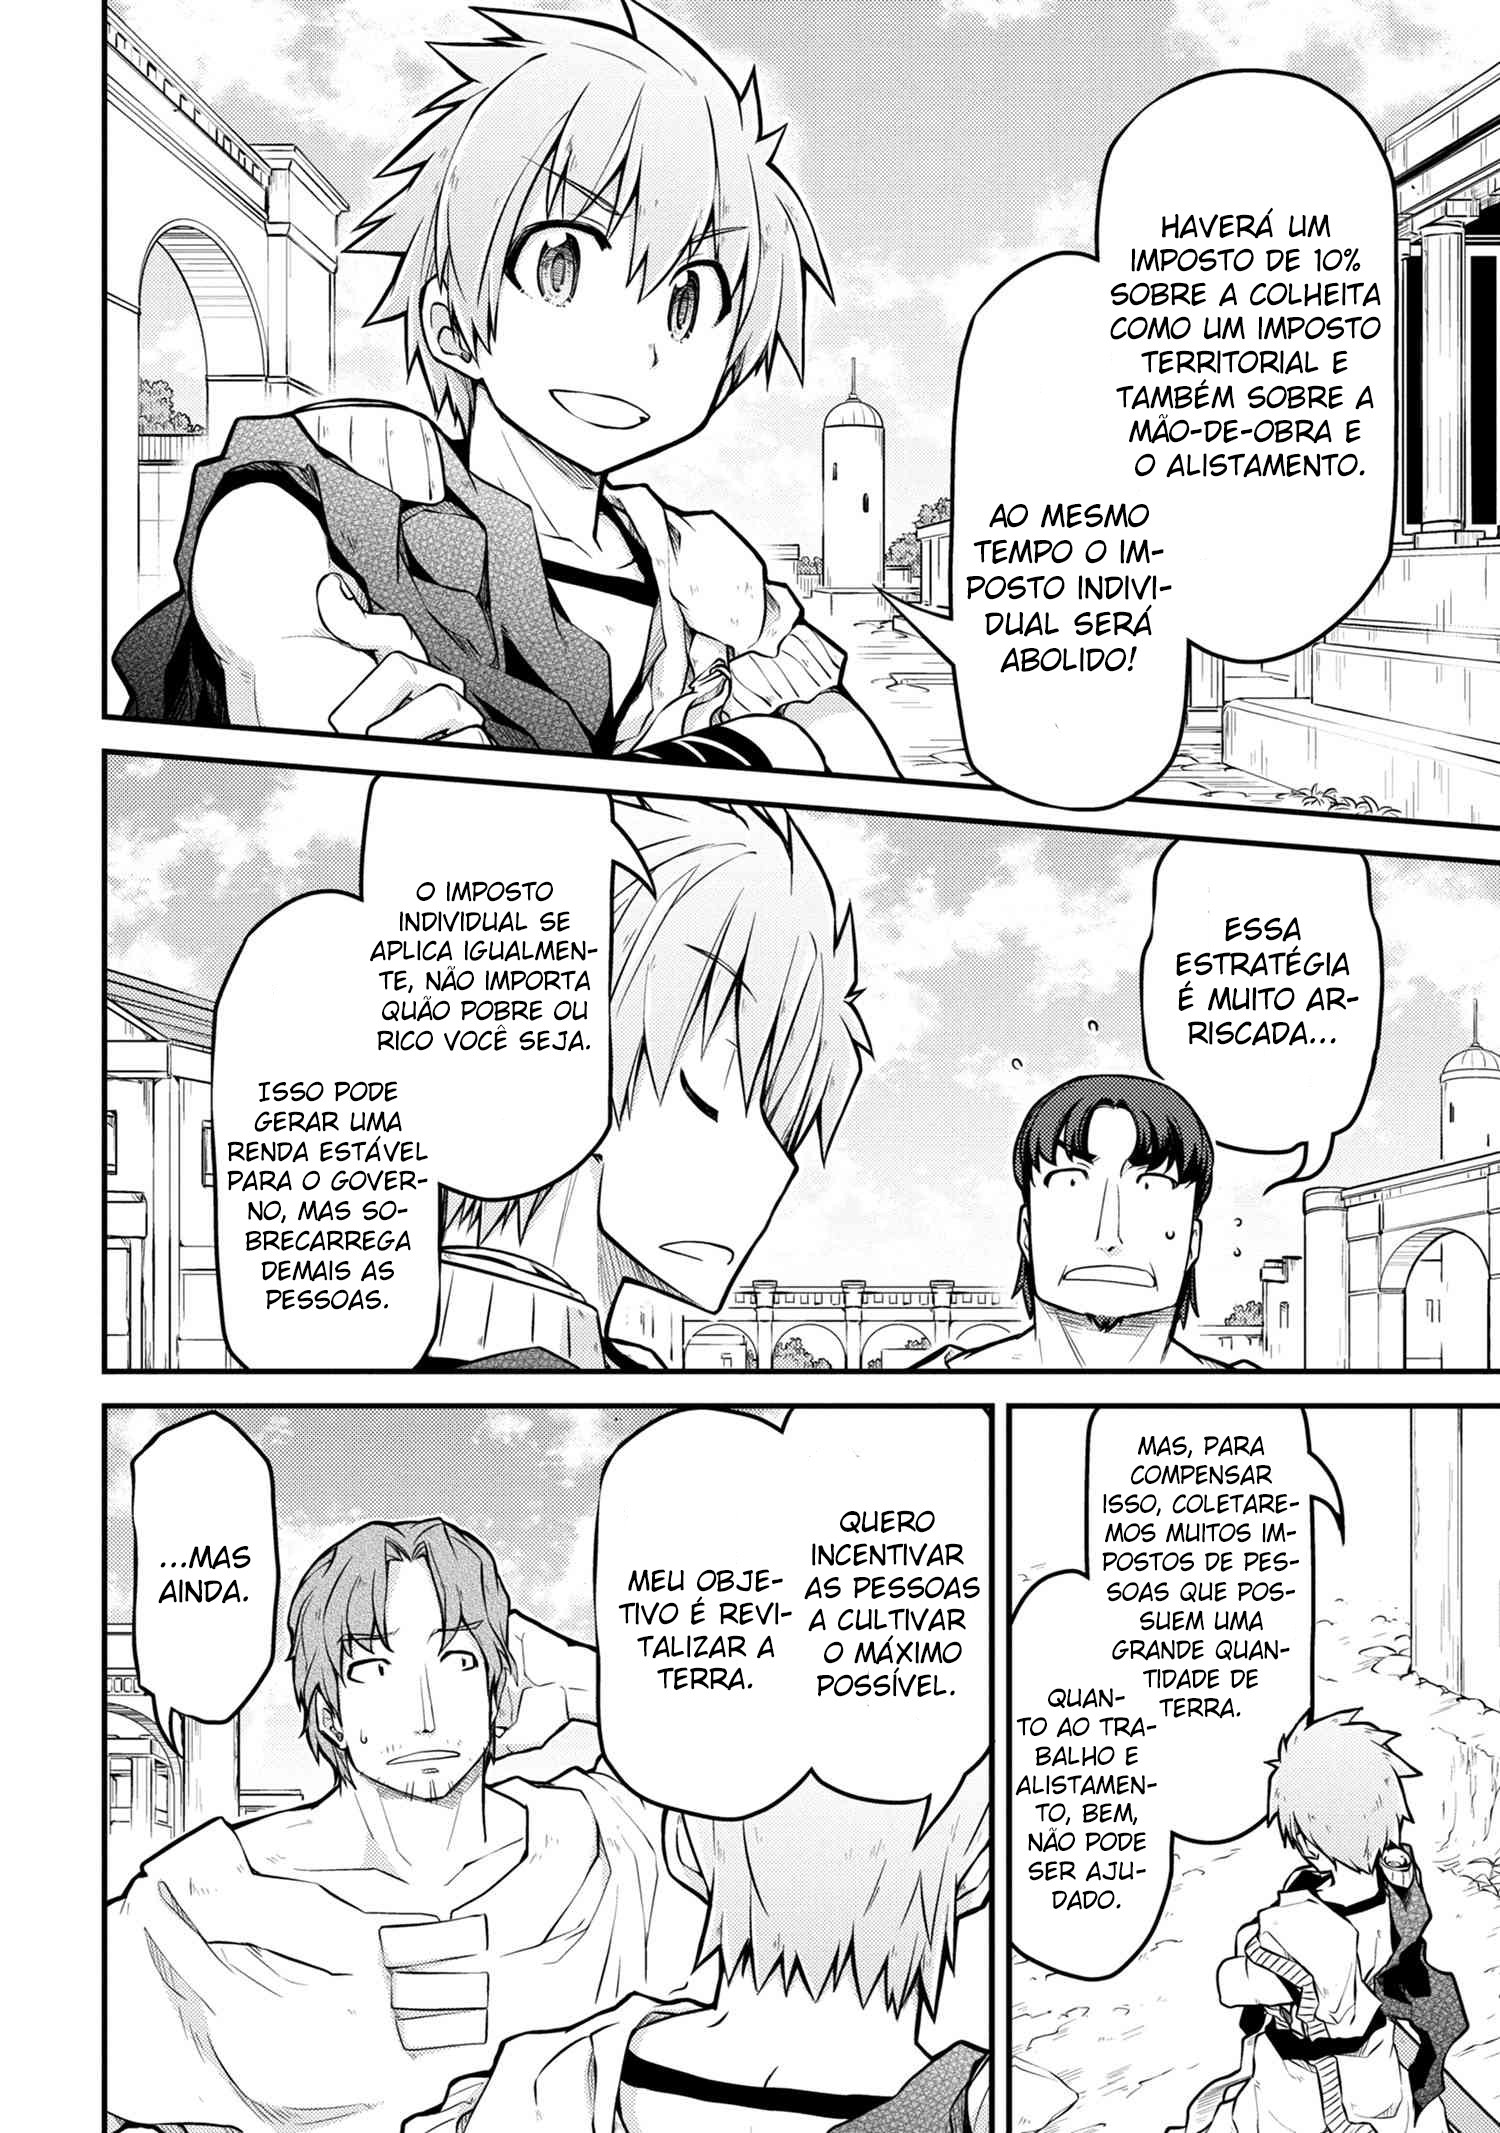 HAVERÁ UM
IMPOSTO DE 10%
SOBRE A COLHEITA
COMO UM IMPOSTO
TERRITORIAL E
TAMBÉM SOBRE A
MÃO-DE-OBRA E
O ALISTAMENTO.
AO MESMO
TEMPO O IM-
POSTO INDIVI-
DUAL SERÁ
ABOLIDO!
ESSA
ESTRATÉGIA
É MUITO AR-
RISCADA...
O IMPOSTO
INDIVIDUAL SE
APLICA IGUALMEN-
TE, NÃO IMPORTA
QUÃO POBRE OU
RICO VOCÊ SEJA.
ISSO PODE
GERAR UMA
RENDA ESTÁVEL
PARA O GOVER-
NO, MAS SO-
BRECARREGA
DEMAIS AS
PESSOAS.
MAS, PARA
COMPENSAR
ISSO, COLETARE-
MOS MUITOS IM-
POSTOS DE PES-
SOAS QUE POS-
SUEM UMA
GRANDE QUAN-
TIDADE DE
TERRA.
QUAN-
TO AO TRA-
BALHO E
ALISTAMEN-
TO, BEM,
NÃO PODE
SER AJU-
DADO.
QUERO
INCENTIVAR
AS PESSOAS
A CULTIVAR
O MÁXIMO
POSSÍVEL.
MEU OBJE-
TIVO É REVI-
TALIZAR A
TERRA.
...MAS
AINDA.